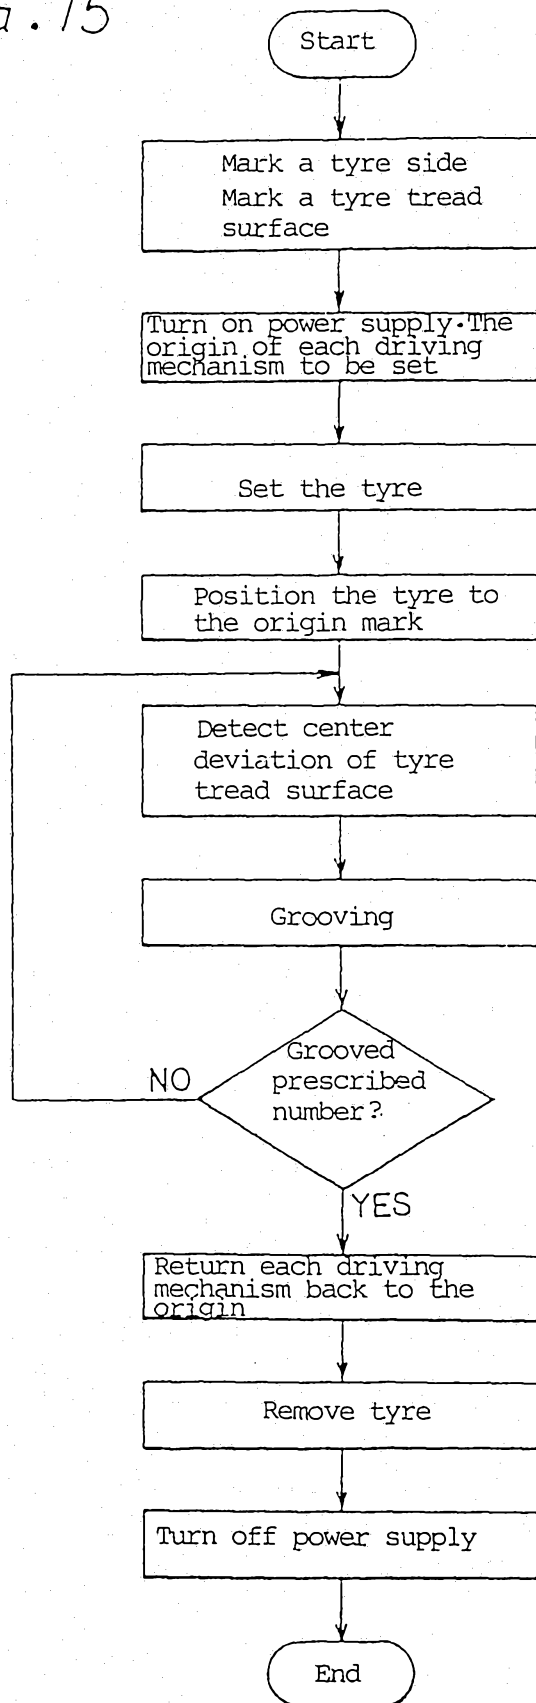 . 15
Start
Mark a tyre side
Mark a tyre tread
surface
Turn on power supply·The
origin of each driving
mechanism to be set
Set the tyre
Position the tyre to
the origin mark
Detect center
deviation of tyre
tread surface
Grooving
Grooved
prescribed
number?
NO
YES
Return each driving
mechanism back to the
origin
Remove tyre
Turn off power supply
End